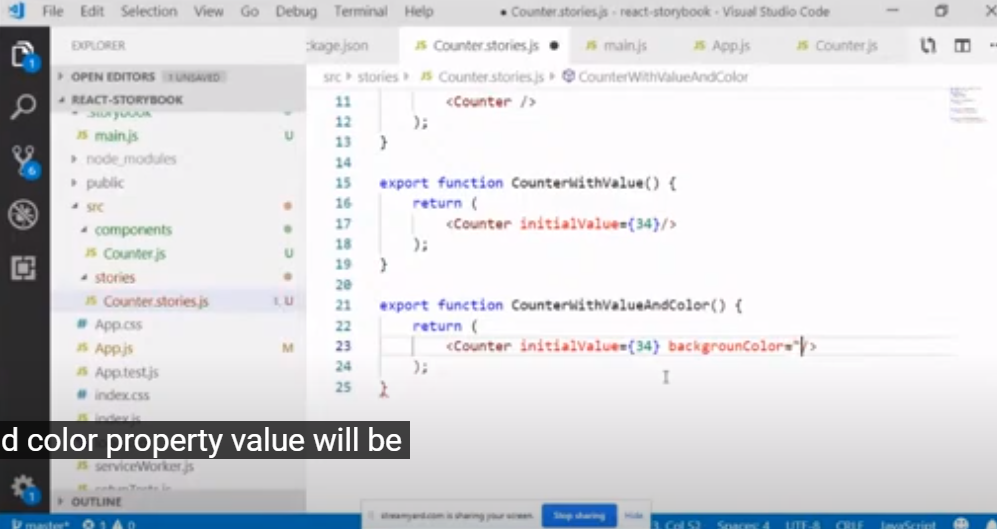 File Edit Selection View Go Debug Terminal Help
● Counter.stories.js - react-storybook - Visual Studio Code
EXPLORER
OPEN EDITORS 1 UNSAVED
REACT-STORYBOOK
main.js U
node_modules
public
src
components
Counter.js U
stories
Counter.stories.js 1, U
App.css
App.js M
App.test.js
index.css
index.js
serviceWorker.js
OUTLINE
ckage.json JS Counter.stories.js ● JS main.js JS App.js JS Counter.js
src stories JS Counter.stories.js CounterWithValueAndColor
11 <Counter />
12 );
13 }
14
15 export function CounterWithValue() {
16 return (
17 <Counter initialValue={34}/>
18 );
19 }
20
21 export function CounterWithValueAndColor() {
22 return (
23 <Counter initialValue={34} backgrounColor="/>
24 );
25 }
d color property value will be
streamyard.com is sharing your screen. Stop sharing Hide
master* 1 0
Col 52 Spaces: 4 UTF-8 CRLF JavaScript